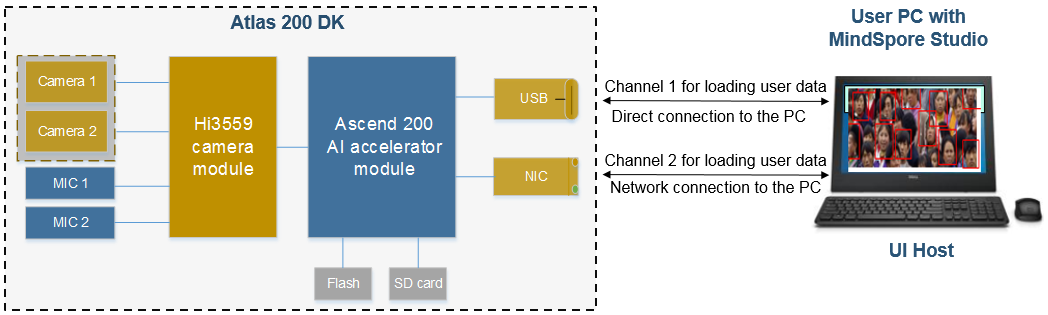 Atlas 200 DK
Camera 1
Camera 2
MIC 1
MIC 2
Hi3559
camera
module
Ascend 200
AI accelerator
module
USB
NIC
Flash
SD card
Channel 1 for loading user data
Direct connection to the PC
Channel 2 for loading user data
Network connection to the PC
User PC with
MindSpore Studio
UI Host